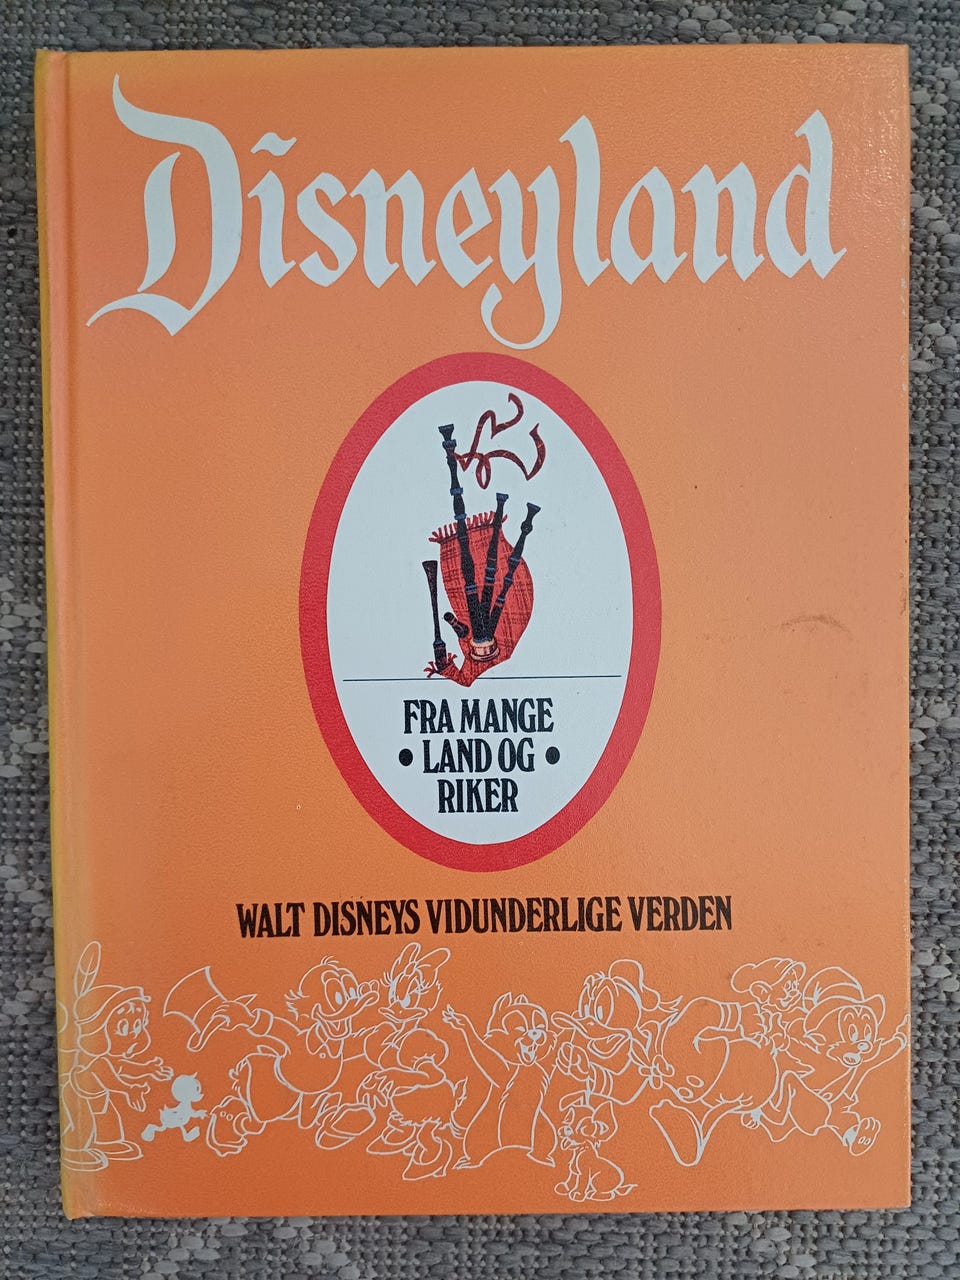 Disneyland
FRA MANGE
• LAND OG •
RIKER
WALT DISNEYS VIDUNDERLIGE VERDEN